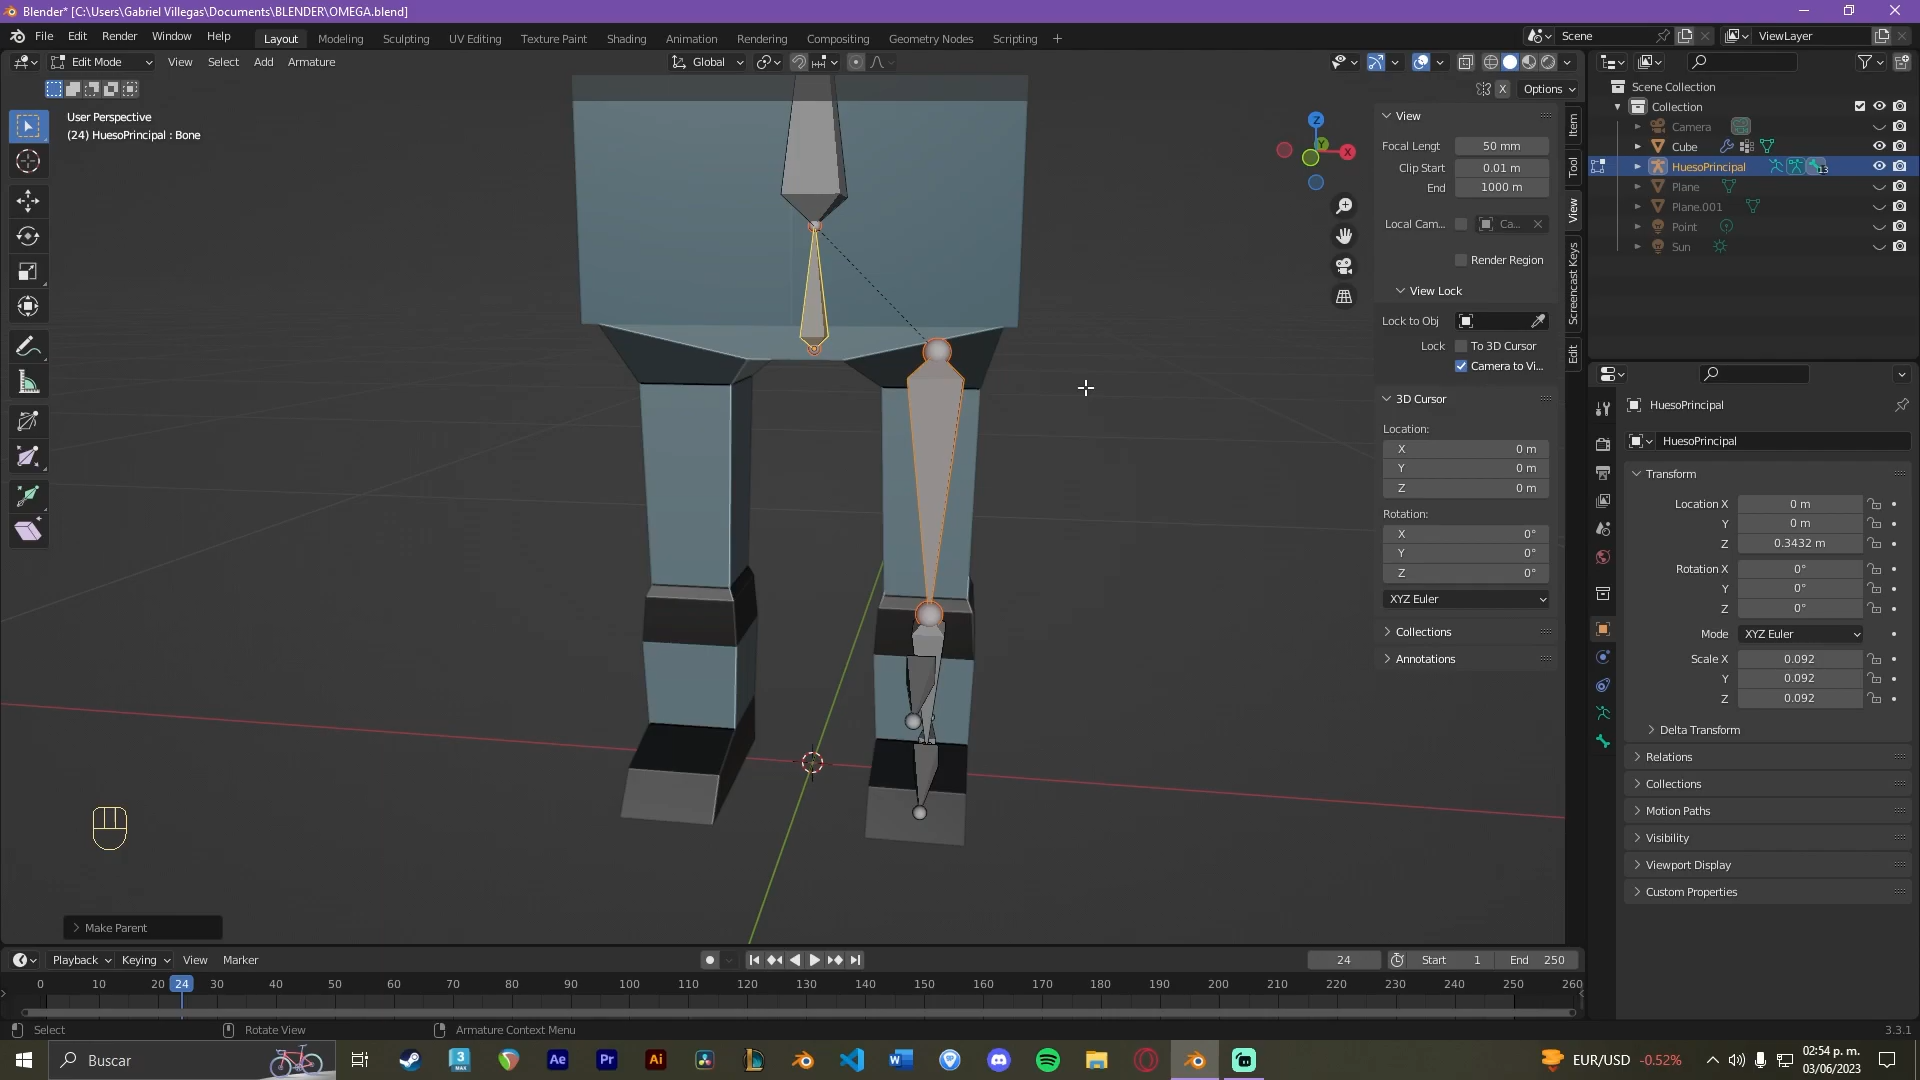 Blender* [C:\Users\Gabriel Villegas\Documents\BLENDER\OMEGA.blend]
File Edit Render Window Help Layout Modeling Sculpting UV Editing Texture Paint Shading Animation Rendering Compositing Geometry Nodes Scripting + Scene ViewLayer
Edit Mode View Select Add Armature Global
X Options
User Perspective
(24) HuesoPrincipal : Bone
Z
Y
X
View
Focal Lengt 50 mm
Clip Start 0.01 m
End 1000 m
Local Cam... Ca...
Render Region
View Lock
Lock to Obj
Lock To 3D Cursor
Camera to Vi...
3D Cursor
Location:
X 0 m
Y 0 m
Z 0 m
Rotation:
X 0°
Y 0°
Z 0°
XYZ Euler
Collections
Annotations
Item
Tool
View
Screencast Keys
Edit
Scene Collection
Collection
Camera
Cube
HuesoPrincipal 13
Plane
Plane.001
Point
Sun
HuesoPrincipal
HuesoPrincipal
Transform
Location X 0 m
Y 0 m
Z 0.3432 m
Rotation X 0°
Y 0°
Z 0°
Mode XYZ Euler
Scale X 0.092
Y 0.092
Z 0.092
Delta Transform
Relations
Collections
Motion Paths
Visibility
Viewport Display
Custom Properties
Make Parent
Playback Keying View Marker 24 Start 1 End 250
0 10 20 24 30 40 50 60 70 80 90 100 110 120 130 140 150 160 170 180 190 200 210 220 230 240 250 260
Select Rotate View Armature Context Menu 3.3.1
Buscar 3 MAX Ae Pr Ai W EUR/USD -0.52% 02:54 p. m.
03/06/2023